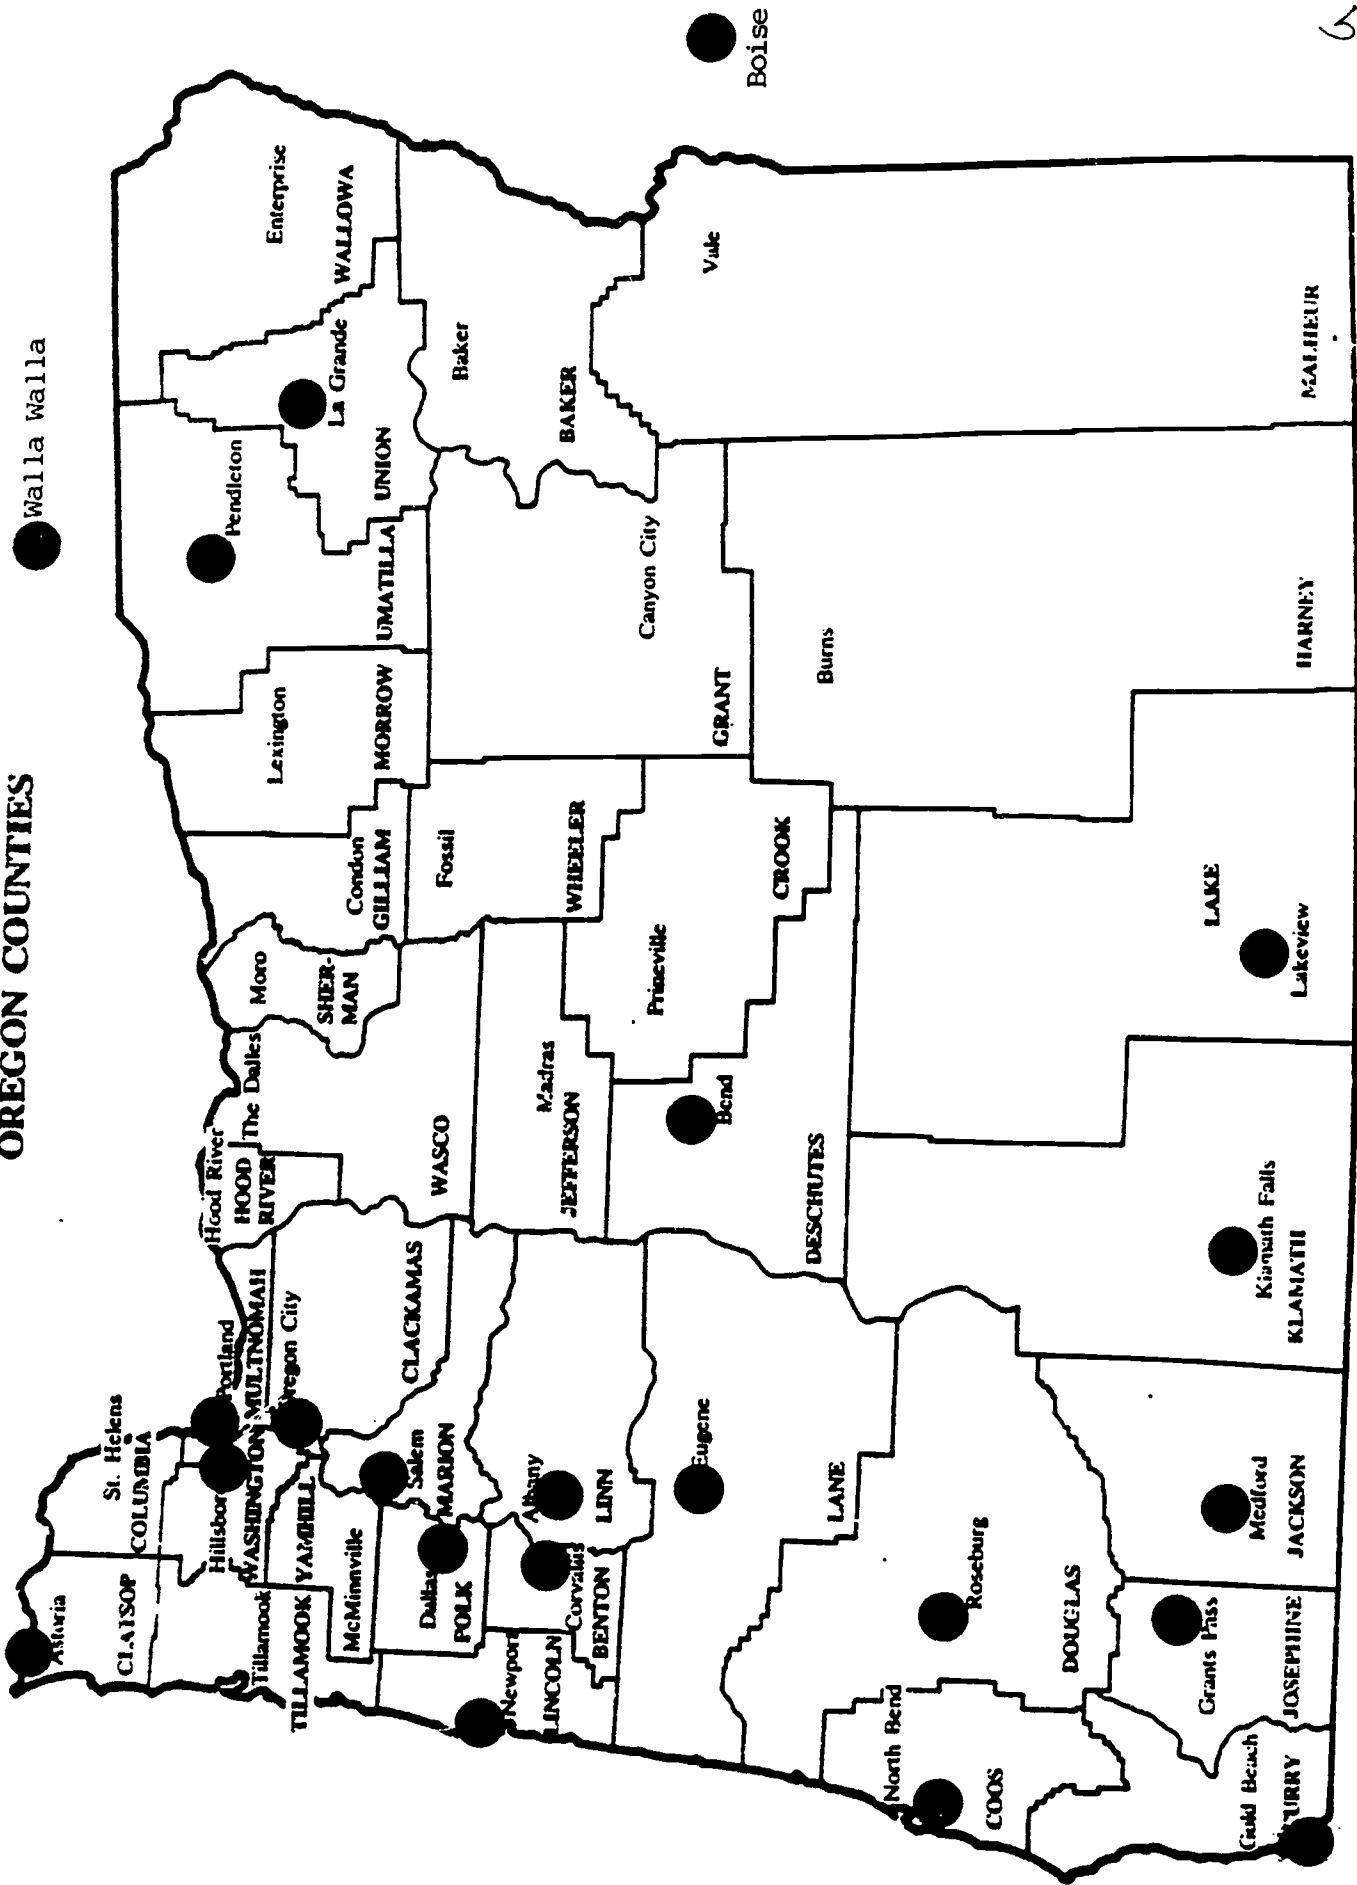 OREGON COUNTIES
Walla Walla
Boise
Astoria
CLATSOP
St. Helens
COLUMBIA
Portland
MULTNOMAH
Hillsboro
WASHINGTON
Oregon City
CLACKAMAS
Hood River
HOOD
RIVER
The Dalles
WASCO
Moro
SHER-
MAN
Condon
GILLIAM
Lexington
MORROW
Pendleton
UMATILLA
La Grande
UNION
Enterprise
WALLOWA
Tillamook
TILLAMOOK
YAMHILL
McMinnville
Dallas
POLK
Salem
MARION
Newport
LINCOLN
Corvallis
BENTON
Albany
LINN
Madras
JEFFERSON
Fossil
WHEELER
Baker
BAKER
Canyon City
GRANT
Prineville
CROOK
Bend
DESCHUTES
Eugene
LANE
Vale
MALHEUR
Burns
HARNEY
LAKE
Lakeview
Klamath Falls
KLAMATH
Roseburg
DOUGLAS
North Bend
COOS
Medford
JACKSON
Grants Pass
JOSEPHINE
Gold Beach
CURRY